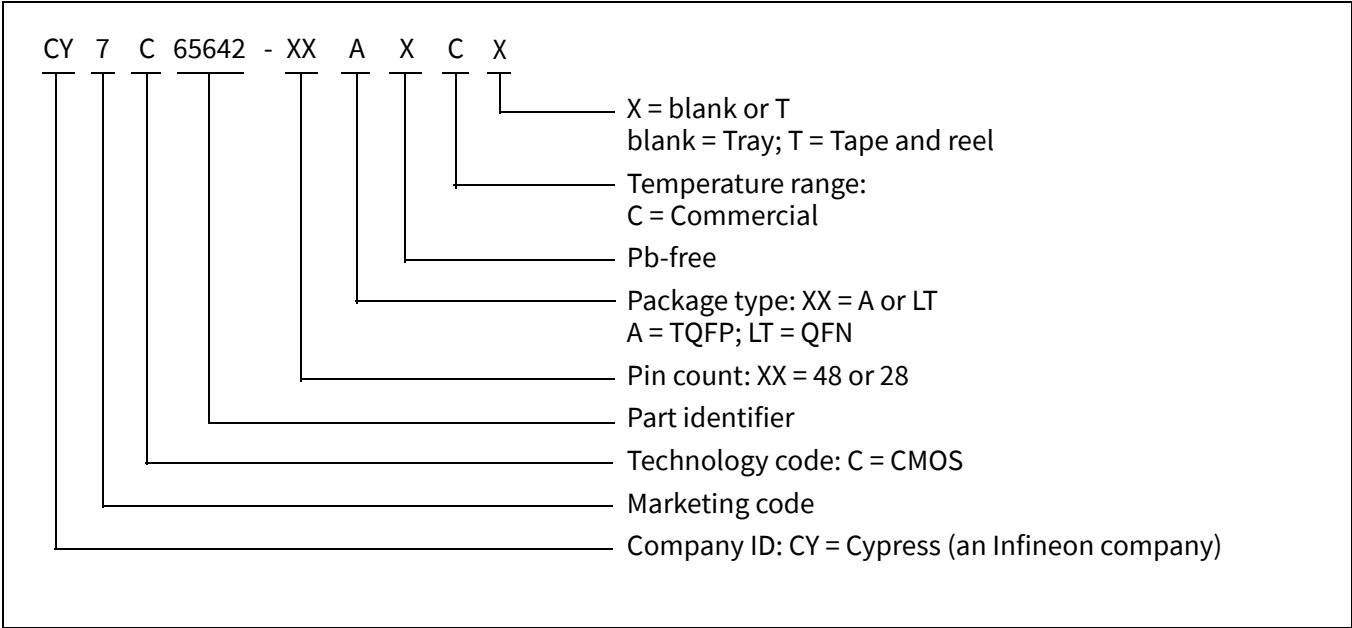 CY 7 C 65642 - XX A X C X
X = blank or T
blank = Tray; T = Tape and reel
Temperature range:
C = Commercial
Pb-free
Package type: XX = A or LT
A = TQFP; LT = QFN
Pin count: XX = 48 or 28
Part identifier
Technology code: C = CMOS
Marketing code
Company ID: CY = Cypress (an Infineon company)